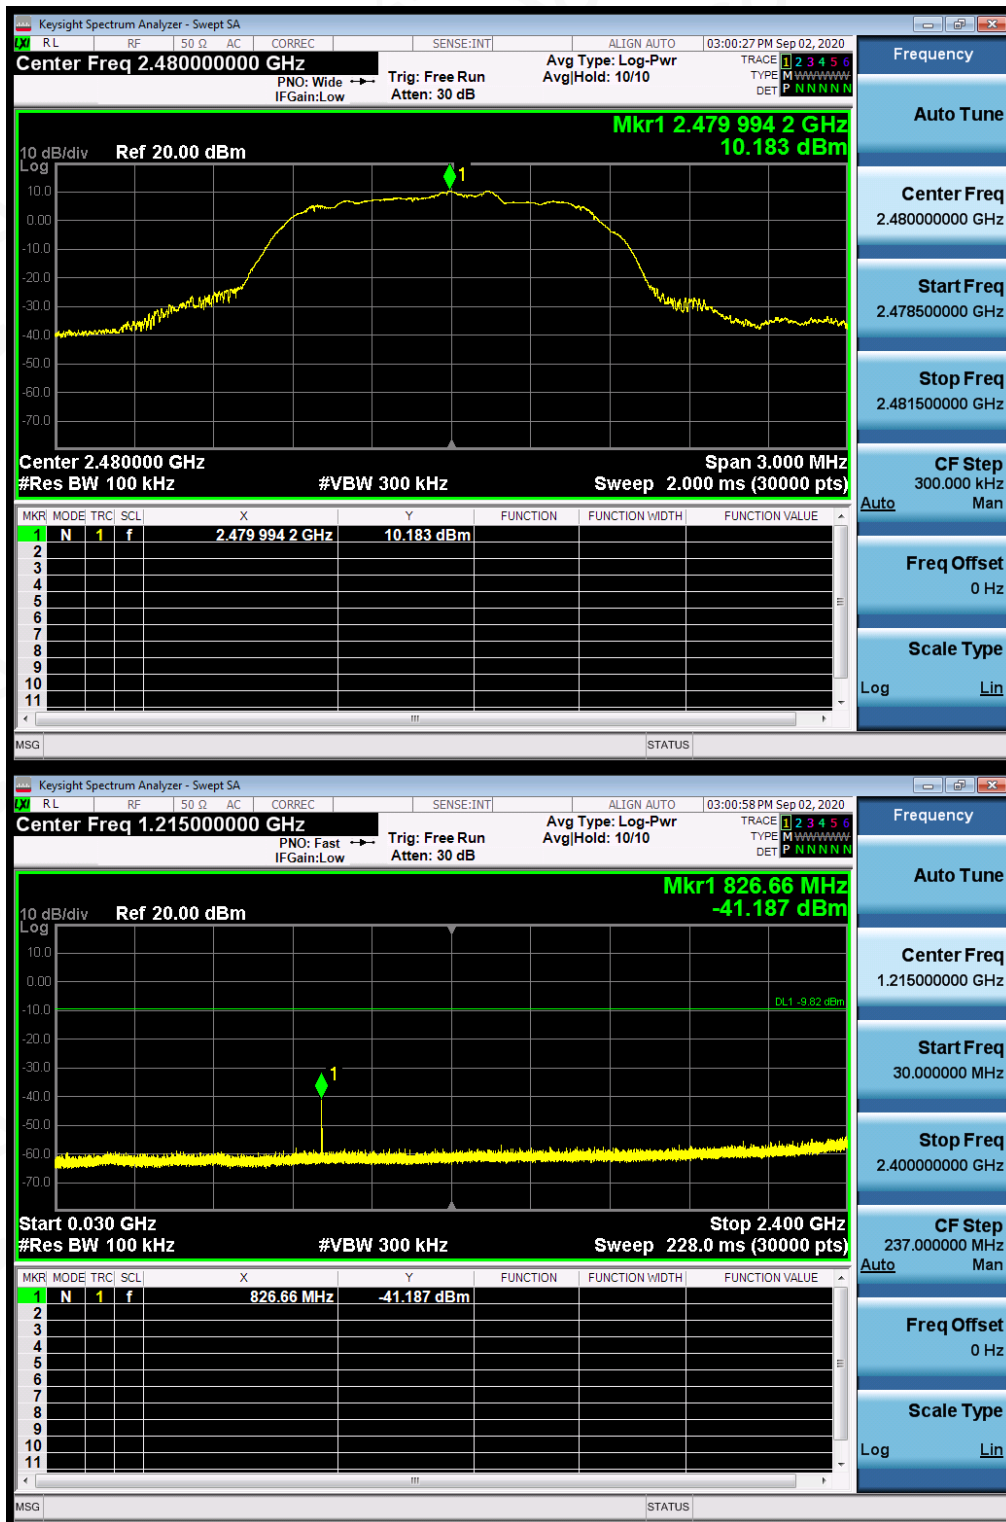 Keysight Spectrum Analyzer - Swept SA
LXI RL RF 50 Ω AC CORREC SENSE:INT ALIGN AUTO 03:00:27 PM Sep 02, 2020
Center Freq 2.480000000 GHz
PNO: Wide
IFGain:Low
Trig: Free Run
Atten: 30 dB
Avg Type: Log-Pwr
Avg|Hold: 10/10
TRACE 1 2 3 4 5 6
TYPE M WWWWW
DET P N N N N N
Mkr1 2.479 994 2 GHz
10.183 dBm
10 dB/div Ref 20.00 dBm
Log
1
10.0
0.00
-10.0
-20.0
-30.0
-40.0
-50.0
-60.0
-70.0
Center 2.480000 GHz Span 3.000 MHz
#Res BW 100 kHz #VBW 300 kHz Sweep 2.000 ms (30000 pts)
MKR MODE TRC SCL X Y FUNCTION FUNCTION WIDTH FUNCTION VALUE
1 N 1 f 2.479 994 2 GHz 10.183 dBm
2
3
4
5
6
7
8
9
10
11
MSG STATUS
Frequency
Auto Tune
Center Freq
2.480000000 GHz
Start Freq
2.478500000 GHz
Stop Freq
2.481500000 GHz
CF Step
300.000 kHz
Auto Man
Freq Offset
0 Hz
Scale Type
Log Lin
Keysight Spectrum Analyzer - Swept SA
LXI RL RF 50 Ω AC CORREC SENSE:INT ALIGN AUTO 03:00:58 PM Sep 02, 2020
Center Freq 1.215000000 GHz
PNO: Fast
IFGain:Low
Trig: Free Run
Atten: 30 dB
Avg Type: Log-Pwr
Avg|Hold: 10/10
TRACE 1 2 3 4 5 6
TYPE M WWWWW
DET P N N N N N
Mkr1 826.66 MHz
-41.187 dBm
10 dB/div Ref 20.00 dBm
Log
10.0
0.00
DL1 -9.82 dBm
-10.0
-20.0
-30.0
1
-40.0
-50.0
-60.0
-70.0
Start 0.030 GHz Stop 2.400 GHz
#Res BW 100 kHz #VBW 300 kHz Sweep 228.0 ms (30000 pts)
MKR MODE TRC SCL X Y FUNCTION FUNCTION WIDTH FUNCTION VALUE
1 N 1 f 826.66 MHz -41.187 dBm
2
3
4
5
6
7
8
9
10
11
MSG STATUS
Frequency
Auto Tune
Center Freq
1.215000000 GHz
Start Freq
30.000000 MHz
Stop Freq
2.400000000 GHz
CF Step
237.000000 MHz
Auto Man
Freq Offset
0 Hz
Scale Type
Log Lin